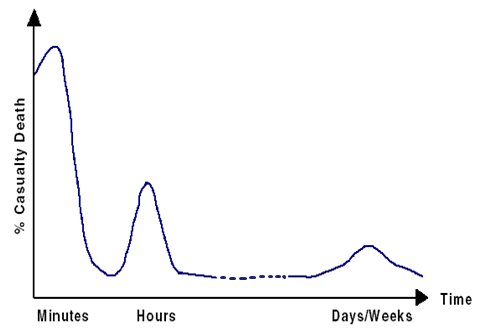 % Casualty Death
Time
Minutes
Hours
Days/Weeks